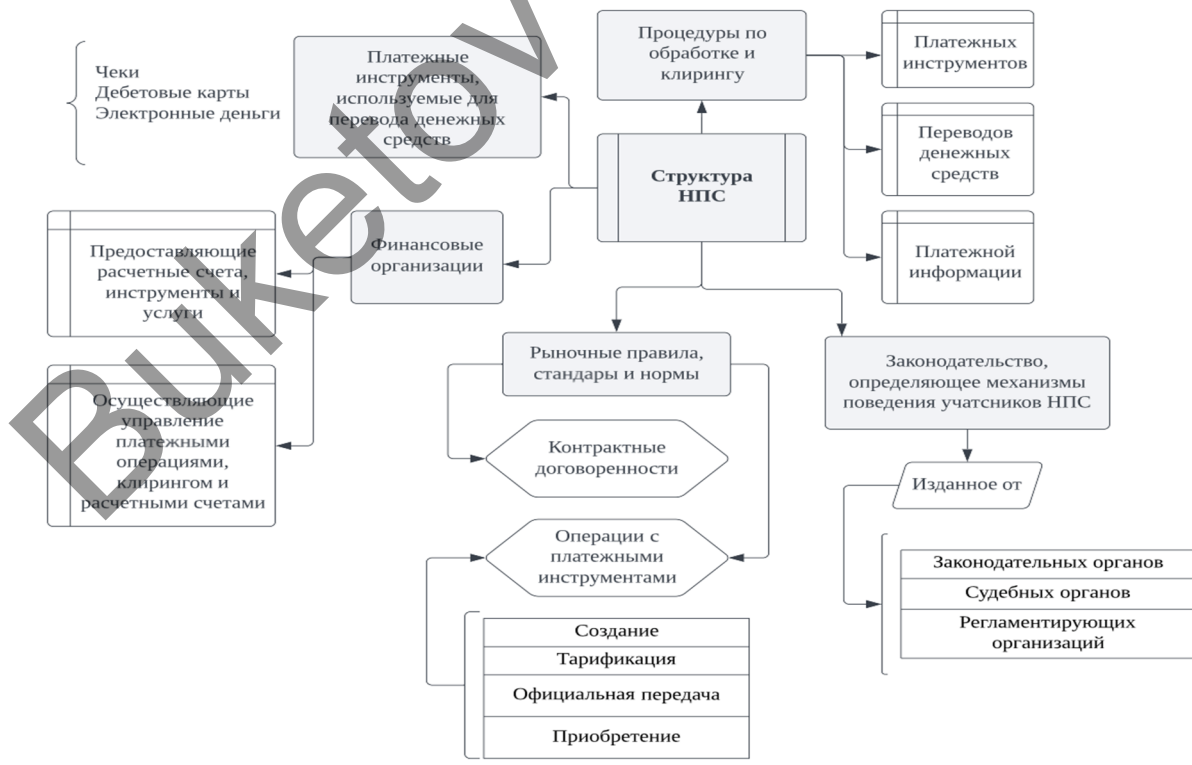 Процедуры по
обработке и
клирингу
Платежных
инструментов
Чеки
Дебетовые карты
Электронные деньги
Платежные
инструменты,
используемые для
перевода денежных
средств
Переводов
денежных
средств
Структура
НПС
Финансовые
организации
Платежной
информации
Предоставляющие
расчетные счета,
инструменты и
услуги
Рыночные правила,
стандары и нормы
Законодательство,
определяющее механизмы
поведения учатсников НПС
Осуществляющие
управление
платежными
операциями,
клирингом и
расчетными счетами
Контрактные
договоренности
Изданное от
Операции с
платежными
инструментами
Законодательных органов
Судебных органов
Регламентирующих
организаций
Создание
Тарификация
Официальная передача
Приобретение
Buketov